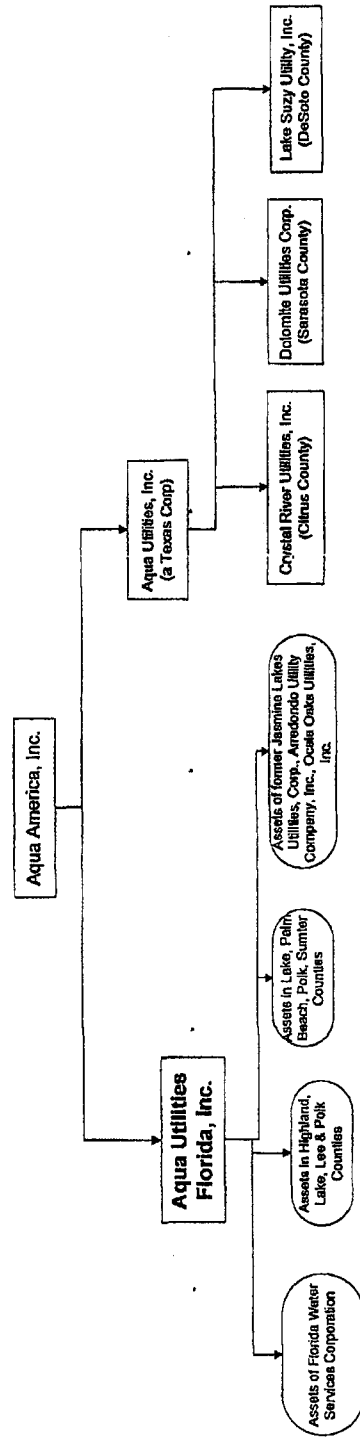 Aqua America, Inc.
Aqua Utilities
Florida, Inc.
Aqua Utilities, Inc.
(a Texas Corp)
Assets of Florida Water
Services Corporation
Assets in Highland,
Lake, Lee & Polk
Counties
Assets in Lake, Palm
Beach, Polk, Sumter
Counties
Assets of former Jasmine Lakes
Utilities, Corp., Arredondo Utility
Company, Inc., Ocala Oaks Utilities,
Inc.
Crystal River Utilities, Inc.
(Citrus County)
Dolomite Utilities Corp.
(Sarasota County)
Lake Suzy Utility, Inc.
(DeSoto County)